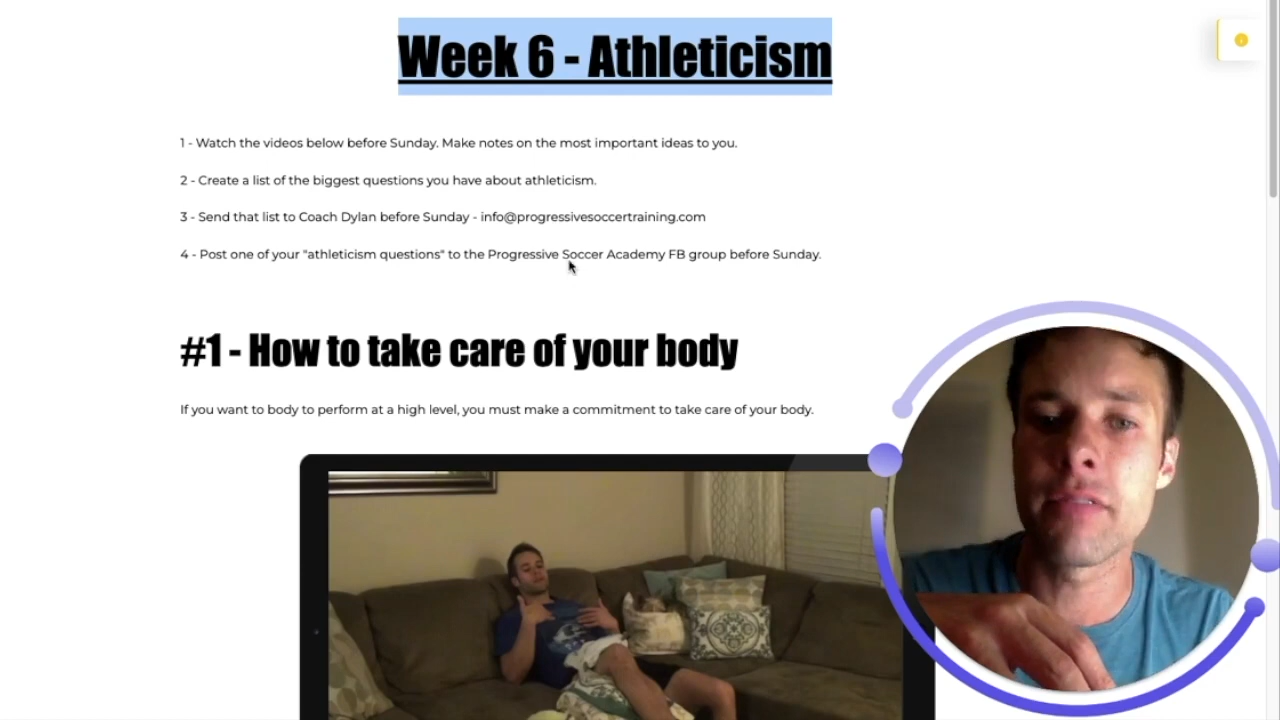 Week 6 - Athleticism
1 - Watch the videos below before Sunday. Make notes on the most important ideas to you.
2 - Create a list of the biggest questions you have about athleticism.
3 - Send that list to Coach Dylan before Sunday - info@progressivesoccertraining.com
4 - Post one of your "athleticism questions" to the Progressive Soccer Academy FB group before Sunday.
#1 - How to take care of your body
If you want to body to perform at a high level, you must make a commitment to take care of your body.